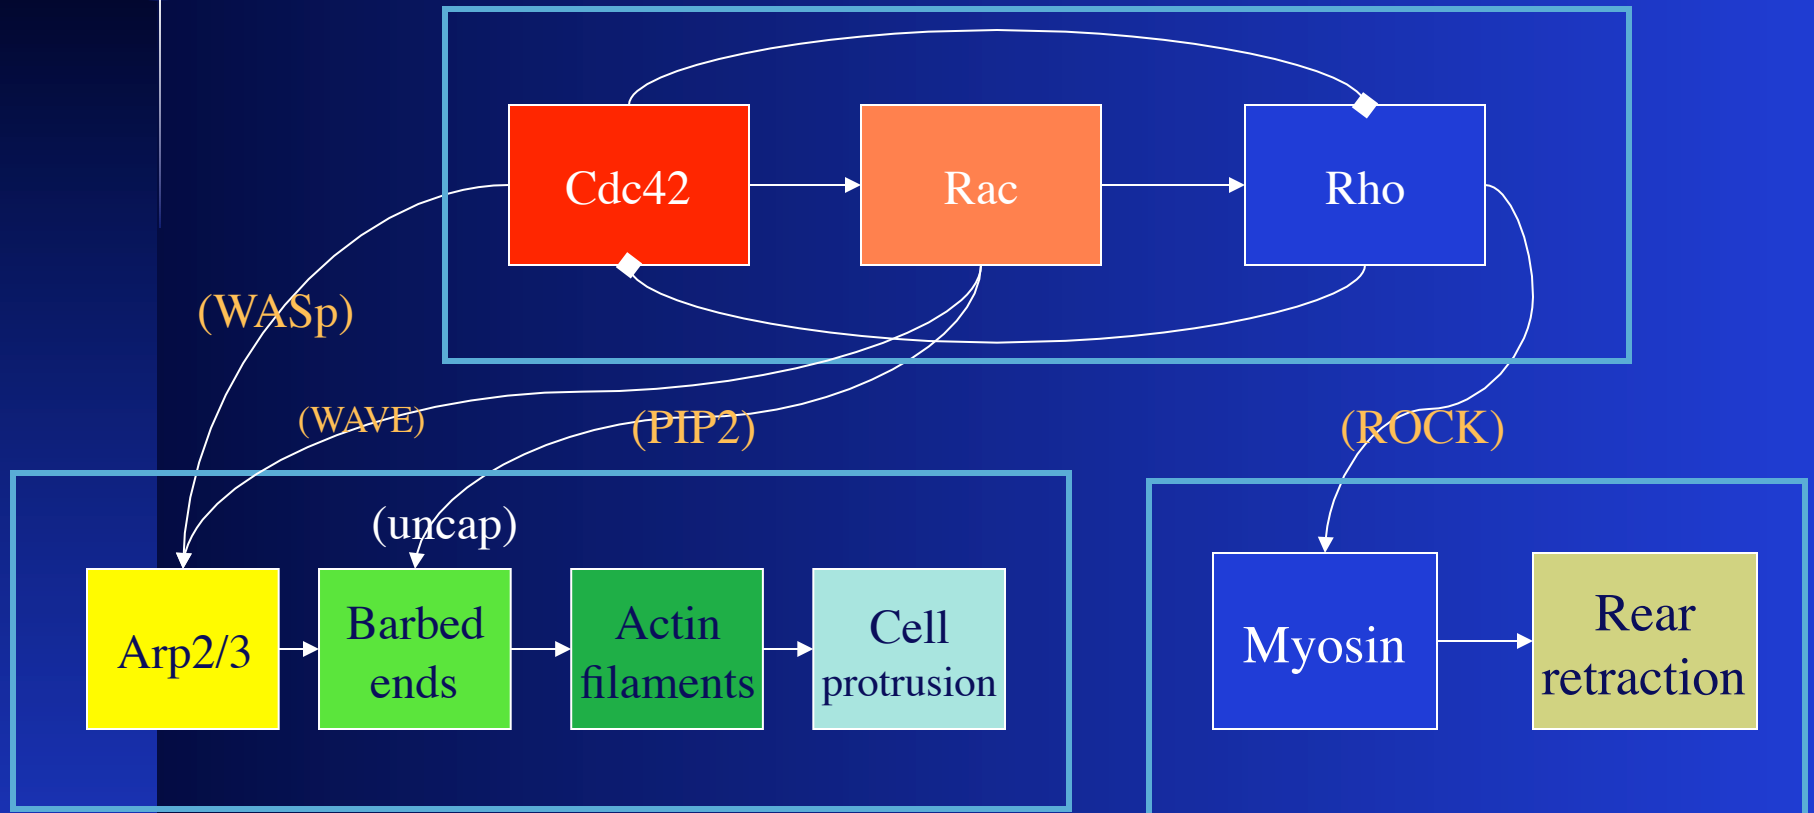 Cdc42
Rac
Rho
(WASp)
(WAVE)
(PIP2)
(ROCK)
(uncap)
Arp2/3
Barbed
ends
Actin
filaments
Cell
protrusion
Myosin
Rear
retraction